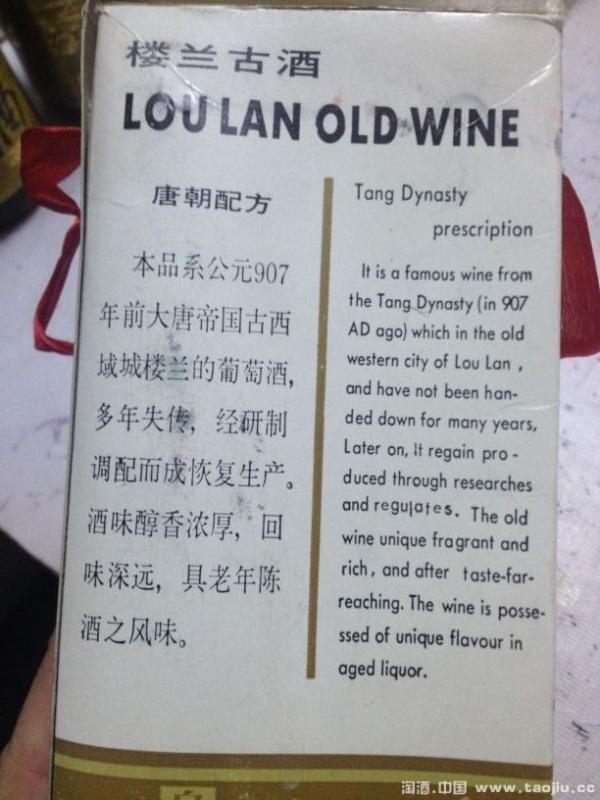 楼兰古酒
LOU LAN OLD WINE
唐朝配方
本品系公元907
年前大唐帝国古西
域城楼兰的葡萄酒，
多年失传，经研制
调配而成恢复生产。
酒味醇香浓厚，回
味深远，具老年陈
酒之风味。
Tang Dynasty
prescription
It is a famous wine from
the Tang Dynasty (in 907
AD ago) which in the old
western city of Lou Lan ,
and have not been han-
ded down for many years,
Later on, It regain pro -
duced through researches
and regulates. The old
wine unique fragrant and
rich, and after taste-far-
reaching. The wine is posse-
ssed of unique flavour in
aged liquor.
淘酒.中国 www.taojiu.cc